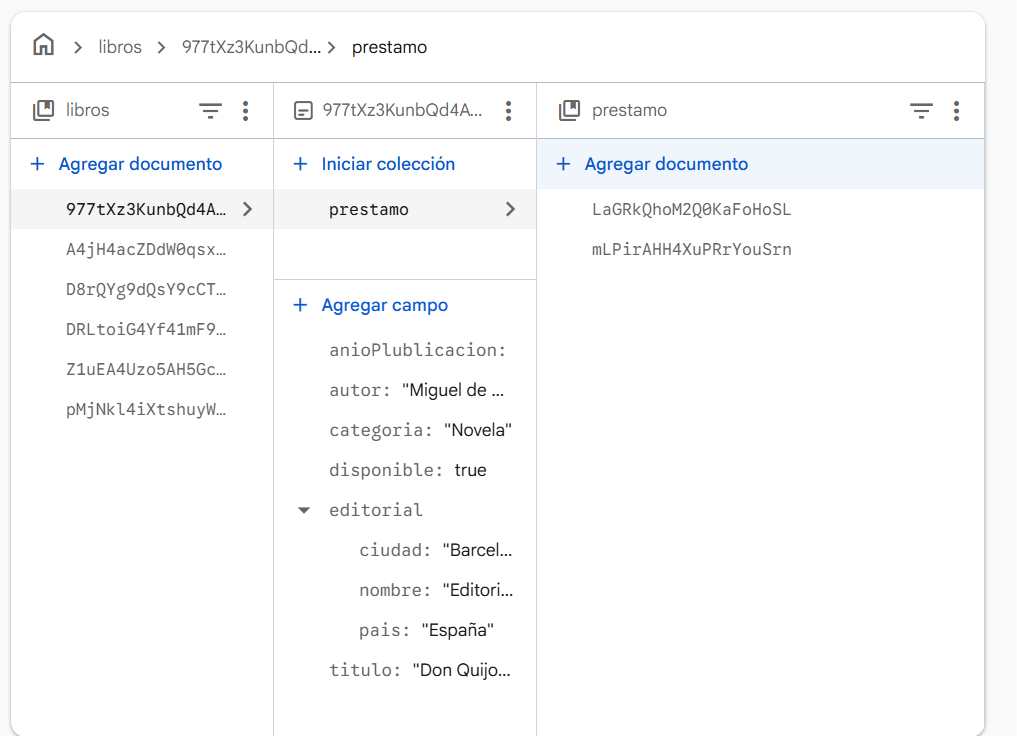 libros 977tXz3KunbQd... prestamo
libros
Agregar documento
977tXz3KunbQd4A...
A4jH4acZDdW0qsx...
D8rQYg9dQsY9cCT...
DRLtoiG4Yf41mF9...
Z1uEA4Uzo5AH5Gc...
pMjNkl4iXtshuyW...
977tXz3KunbQd4A...
Iniciar colección
prestamo
Agregar campo
anioPlublicacion:
autor: "Miguel de ...
categoria: "Novela"
disponible: true
editorial
ciudad: "Barcel...
nombre: "Editori...
pais: "España"
titulo: "Don Quijo...
prestamo
Agregar documento
LaGRkQhoM2Q0KaFoHoSL
mLPirAHH4XuPRrYouSrn